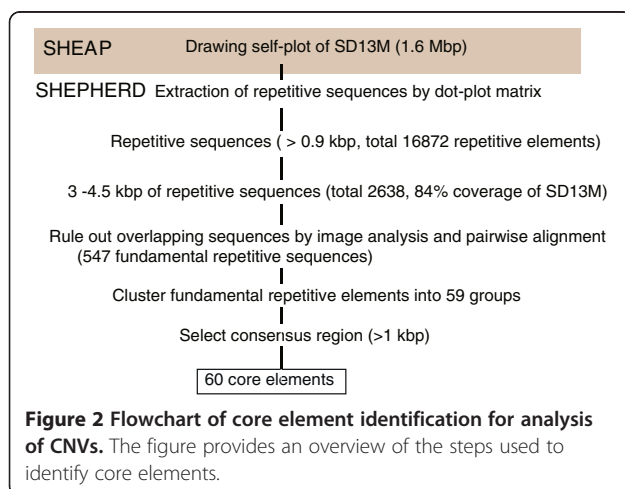 SHEAP Drawing self-plot of SD13M (1.6 Mbp)
SHEPHERD Extraction of repetitive sequences by dot-plot matrix
Repetitive sequences ( > 0.9 kbp, total 16872 repetitive elements)
3 -4.5 kbp of repetitive sequences (total 2638, 84% coverage of SD13M)
Rule out overlapping sequences by image analysis and pairwise alignment
(547 fundamental repetitive sequences)
Cluster fundamental repetitive elements into 59 groups
Select consensus region (>1 kbp)
60 core elements
Figure 2 Flowchart of core element identification for analysis
of CNVs. The figure provides an overview of the steps used to
identify core elements.